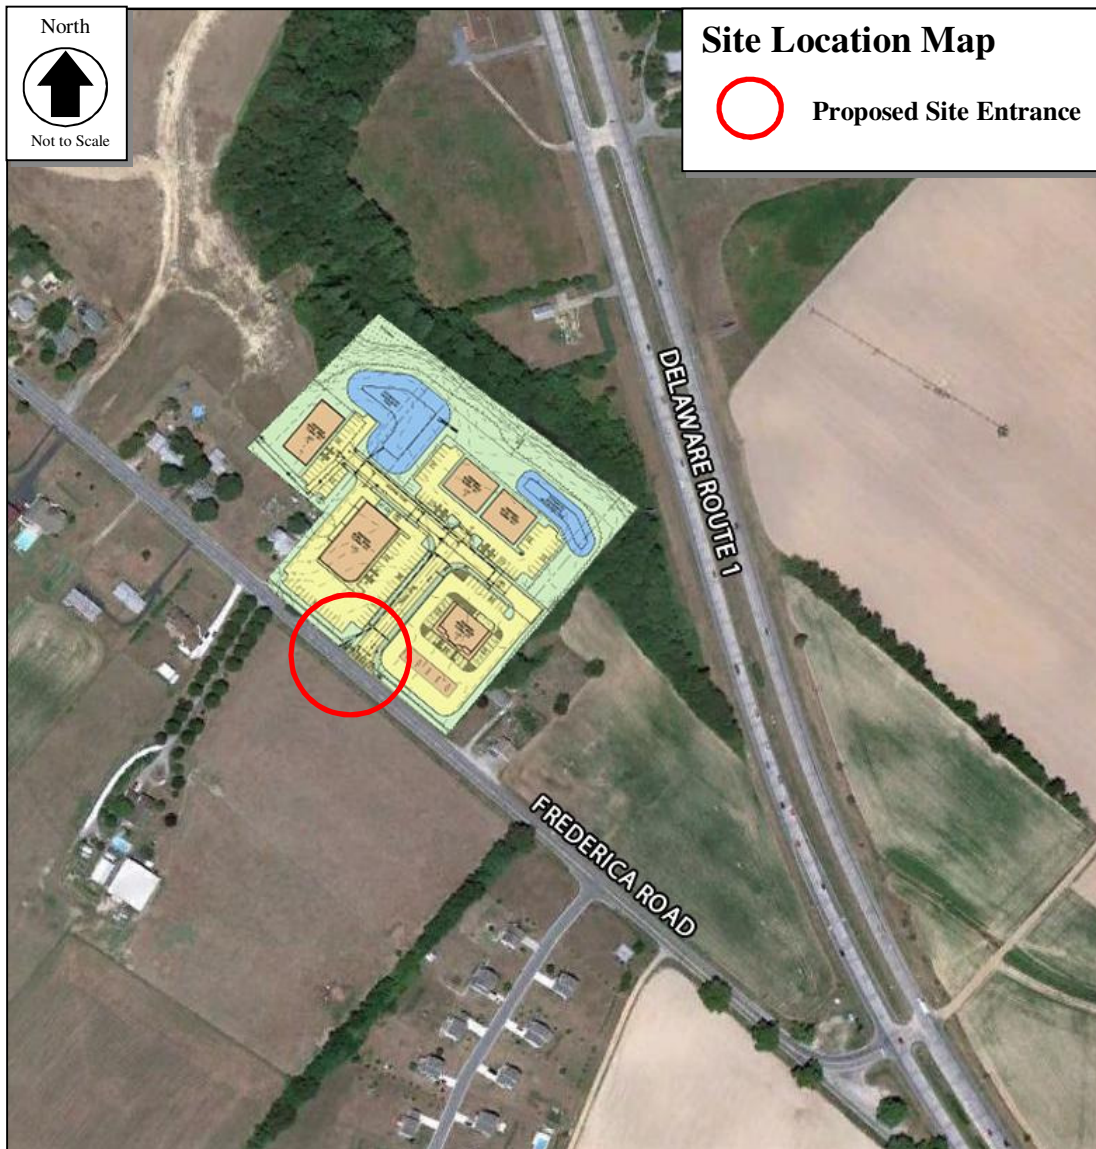 North
Not to Scale
Site Location Map
Proposed Site Entrance
DELAWARE ROUTE 1
FREDERICA ROAD